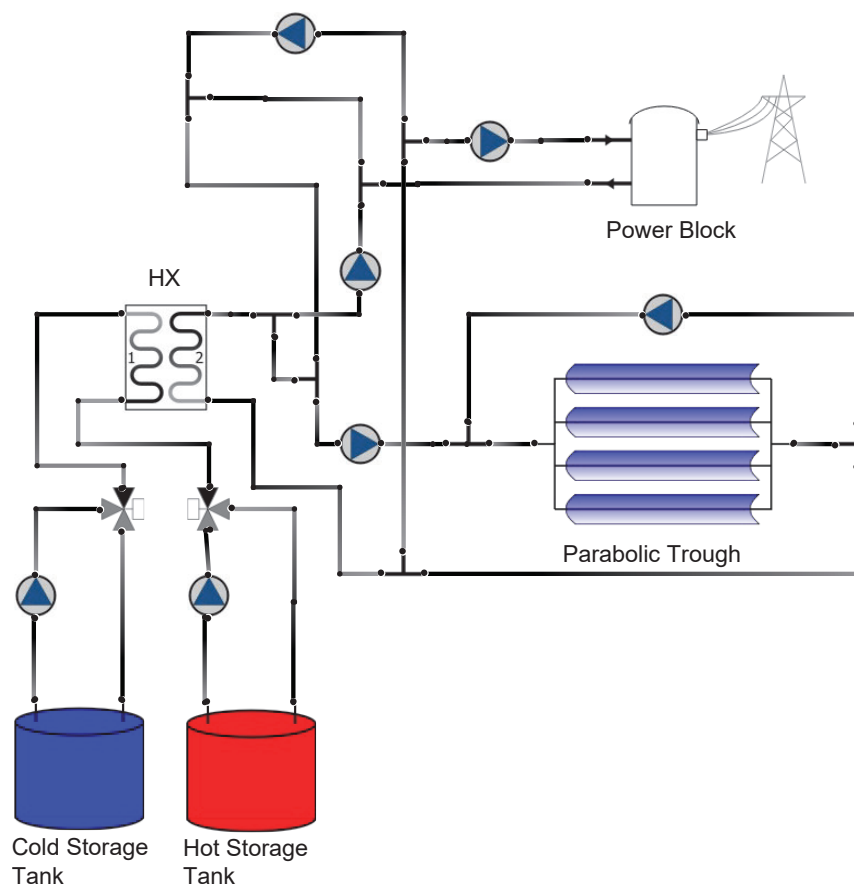 Power Block
HX
1
2
Parabolic Trough
Cold Storage
Tank
Hot Storage
Tank